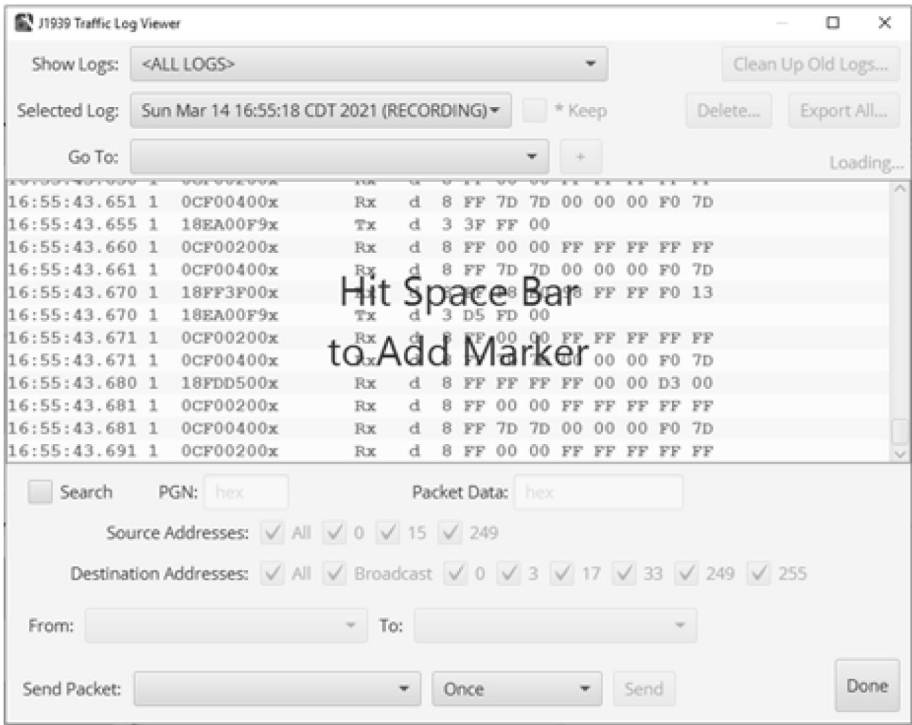 J1939 Traffic Log Viewer
Show Logs: <ALL LOGS> Clean Up Old Logs...
Selected Log: Sun Mar 14 16:55:18 CDT 2021 (RECORDING) * Keep Delete... Export All...
Go To: + Loading...
16:55:43.651 1 0CF00400x Rx d 8 FF 7D 7D 00 00 00 F0 7D
16:55:43.655 1 18EA00F9x Tx d 3 3F FF 00
16:55:43.660 1 0CF00200x Rx d 8 FF 00 00 FF FF FF FF FF
16:55:43.661 1 0CF00400x Rx d 8 FF 7D 7D 00 00 00 F0 7D
16:55:43.670 1 18FF3F00x FF FF F0 13
Hit Space Bar
16:55:43.670 1 18EA00F9x Tx d 3 D5 FD 00
16:55:43.671 1 0CF00200x Rx d 8 FF 00 00 FF FF FF FF FF
to Add Marker
16:55:43.671 1 0CF00400x 00 00 F0 7D
16:55:43.680 1 18FDD500x Rx d 8 FF FF FF FF 00 00 D3 00
16:55:43.681 1 0CF00200x Rx d 8 FF 00 00 FF FF FF FF FF
16:55:43.681 1 0CF00400x Rx d 8 FF 7D 7D 00 00 00 F0 7D
16:55:43.691 1 0CF00200x Rx d 8 FF 00 00 FF FF FF FF FF
Search PGN: hex Packet Data: hex
Source Addresses: All 0 15 249
Destination Addresses: All Broadcast 0 3 17 33 249 255
From: To:
Send Packet: Once Send Done